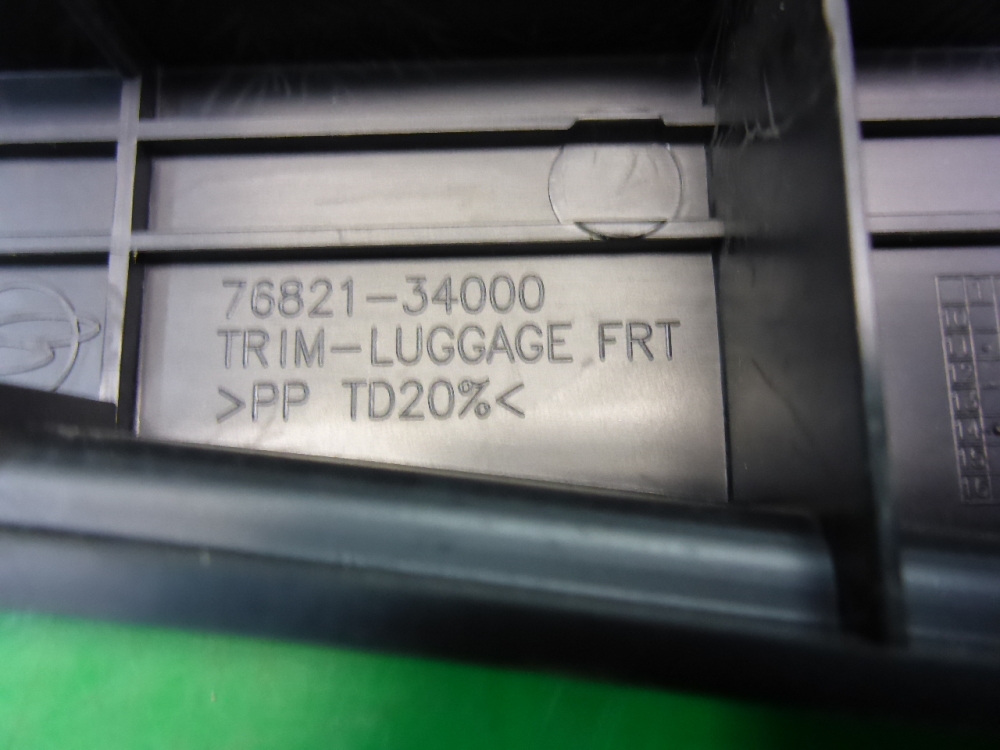 76821-34000
TRIM-LUGGAGE FRT
>PP TD20%<